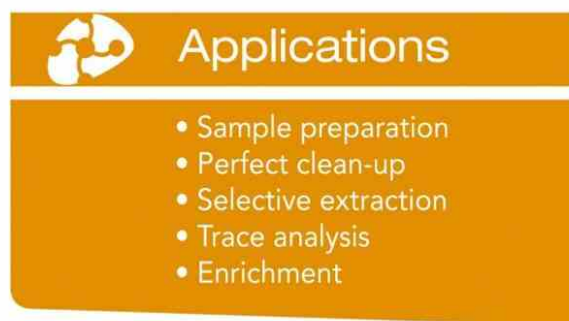 Applications
• Sample preparation
• Perfect clean-up
• Selective extraction
• Trace analysis
• Enrichment